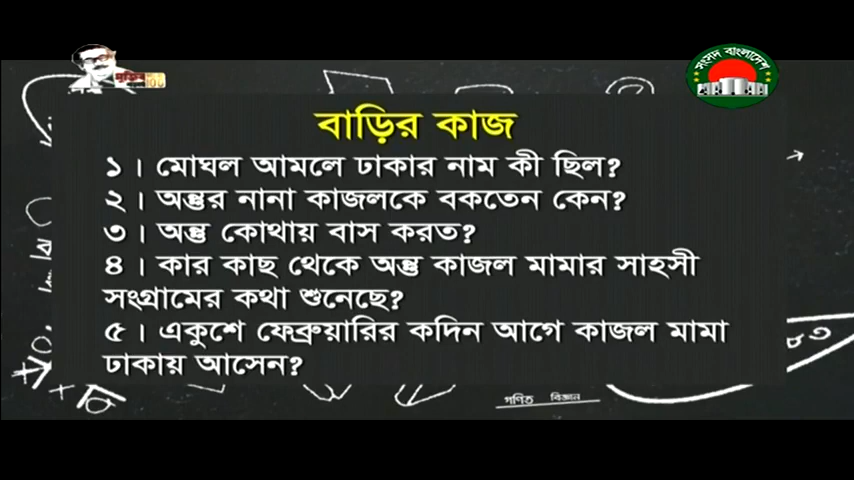 সংসদ বাংলাদেশ
বাড়ির কাজ
১। মোঘল আমলে ঢাকার নাম কী ছিল?
২। অন্তুর নানা কাজলকে বকতেন কেন?
৩। অন্তু কোথায় বাস করত?
৪। কার কাছ থেকে অন্তু কাজল মামার সাহসী
সংগ্রামের কথা শুনেছে?
৫। একুশে ফেব্রুয়ারির কদিন আগে কাজল মামা
ঢাকায় আসেন?
গণিত বিজ্ঞান